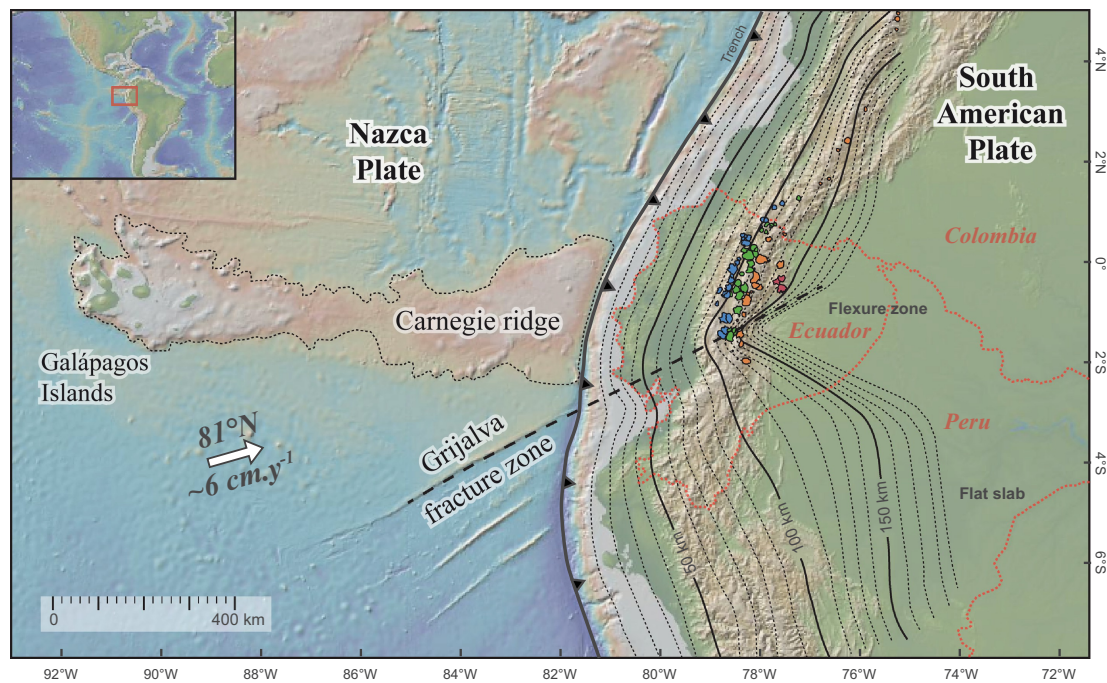 Trench
4°N
South
American
Plate
Nazca
Plate
2°N
Colombia
0°
Flexure zone
Carnegie ridge
Ecuador
Galápagos
Islands
2°S
81°N
~6 cm.y-1
Grijalva
fracture zone
Peru
4°S
Flat slab
150 km
100 km
50 km
6°S
0
400 km
92°W
90°W
88°W
86°W
84°W
82°W
80°W
78°W
76°W
74°W
72°W